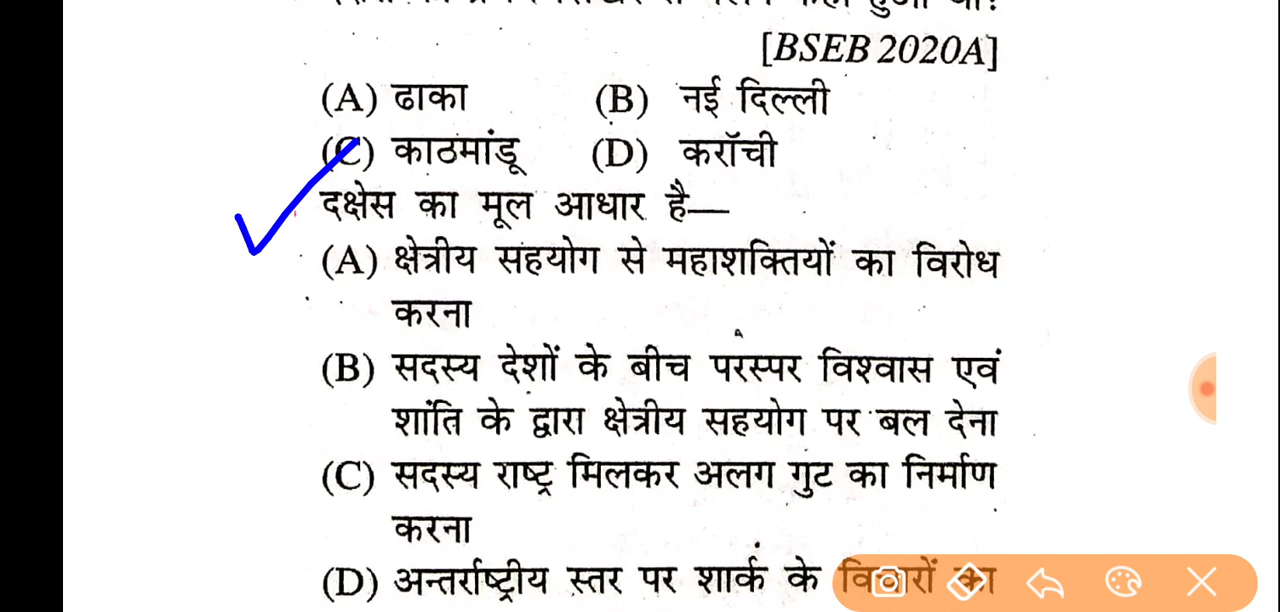 [BSEB 2020A]
(A) ढाका (B) नई दिल्ली
(C) काठमांडू (D) कराँची
दक्षेस का मूल आधार है—
(A) क्षेत्रीय सहयोग से महाशक्तियों का विरोध
करना
(B) सदस्य देशों के बीच परस्पर विश्वास एवं
शांति के द्वारा क्षेत्रीय सहयोग पर बल देना
(C) सदस्य राष्ट्र मिलकर अलग गुट का निर्माण
करना
(D) अन्तर्राष्ट्रीय स्तर पर शार्क के विचारों का